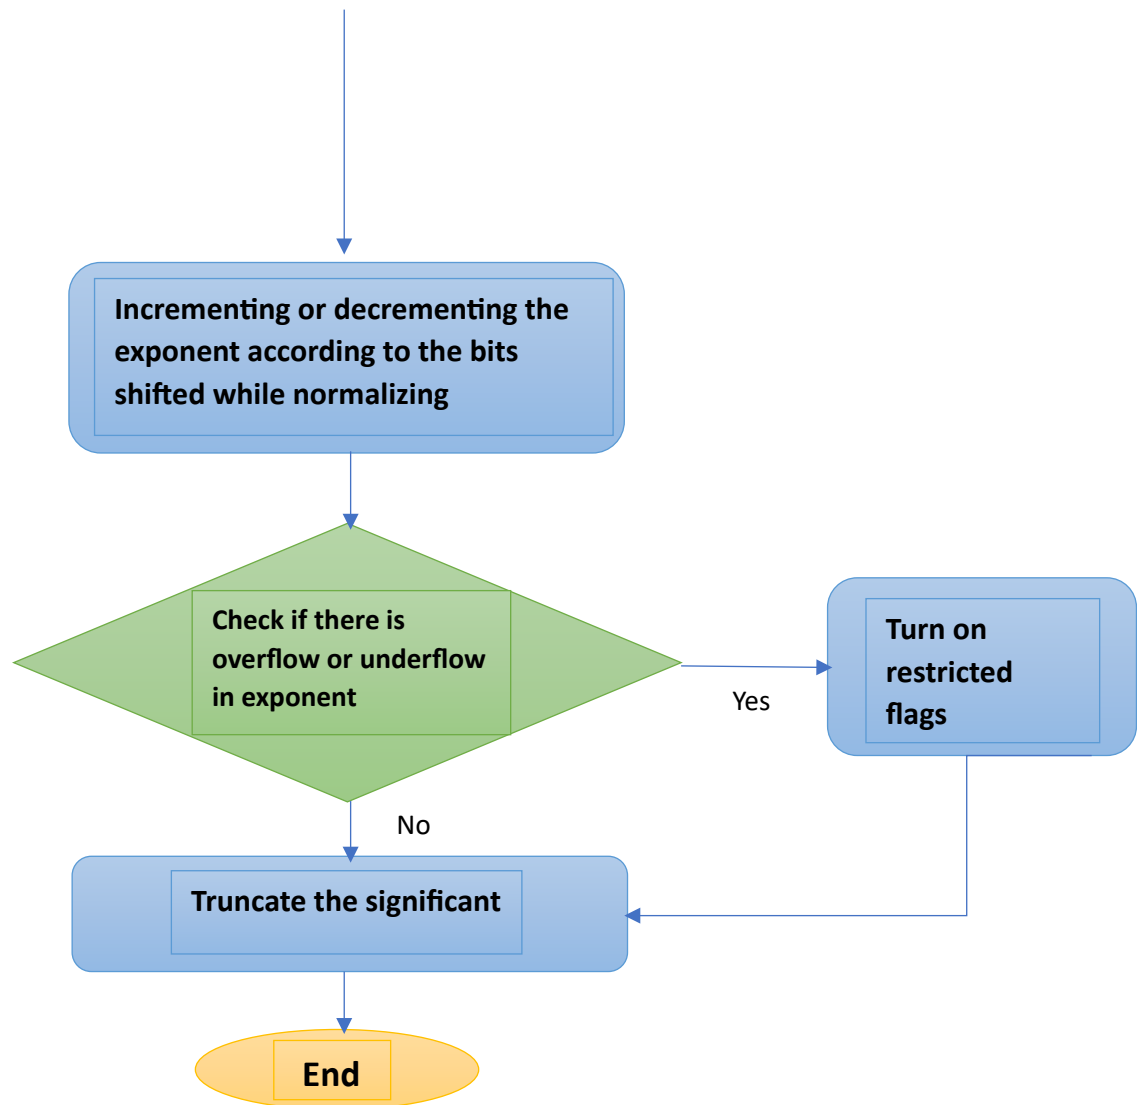 Incrementing or decrementing the
exponent according to the bits
shifted while normalizing
Check if there is
overflow or underflow
in exponent
Yes
Turn on
restricted
flags
No
Truncate the significant
End